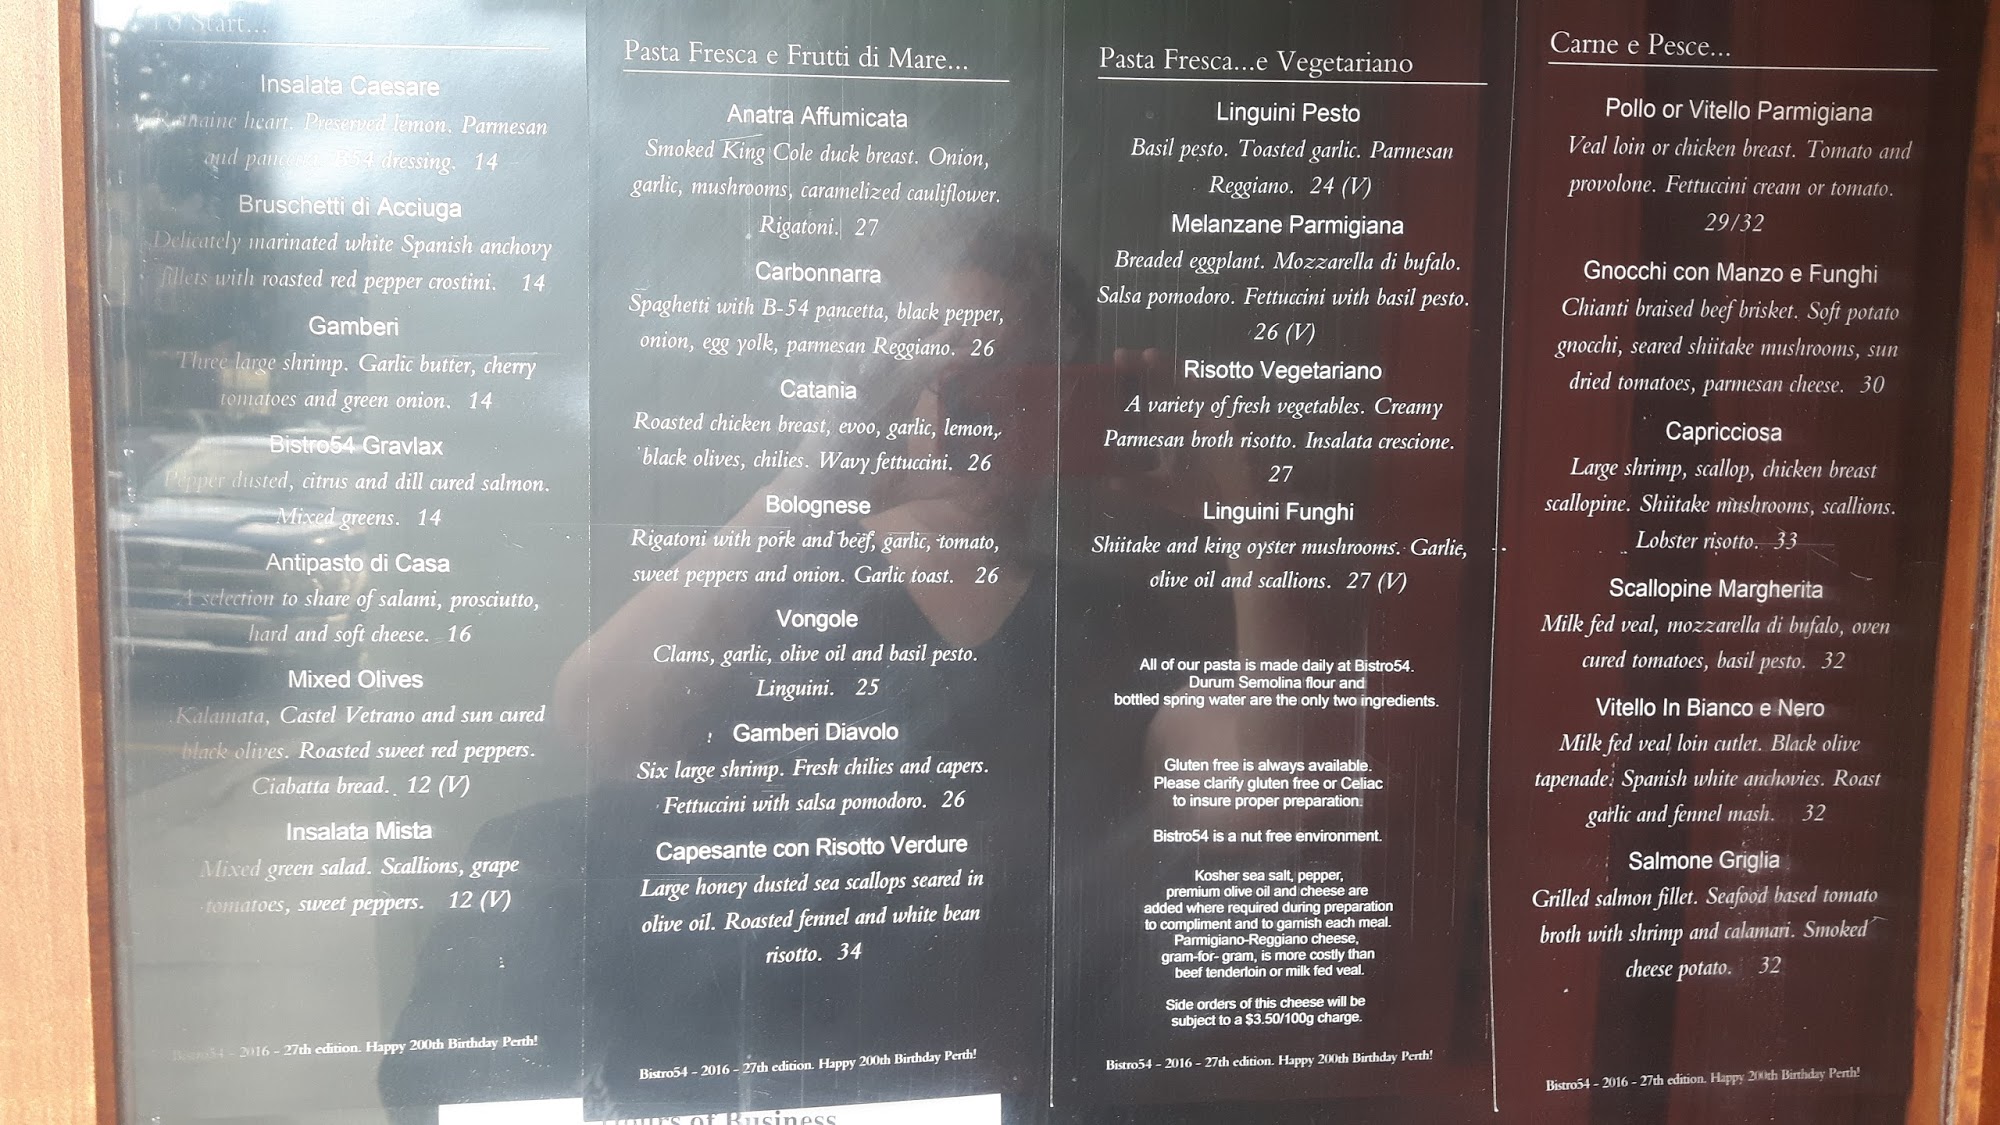 To Start...
Insalata Caesare
Romaine heart. Preserved lemon. Parmesan
and pancetta. B54 dressing. 14
Bruschetti di Acciuga
Delicately marinated white Spanish anchovy
fillets with roasted red pepper crostini. 14
Gamberi
Three large shrimp. Garlic butter, cherry
tomatoes and green onion. 14
Bistro54 Gravlax
Pepper dusted, citrus and dill cured salmon.
Mixed greens. 14
Antipasto di Casa
A selection to share of salami, prosciutto,
hard and soft cheese. 16
Mixed Olives
Kalamata, Castel Vetrano and sun cured
black olives. Roasted sweet red peppers.
Ciabatta bread. 12 (V)
Insalata Mista
Mixed green salad. Scallions, grape
tomatoes, sweet peppers. 12 (V)
Bistro54 - 2016 - 27th edition. Happy 200th Birthday Perth!
Pasta Fresca e Frutti di Mare...
Anatra Affumicata
Smoked King Cole duck breast. Onion,
garlic, mushrooms, caramelized cauliflower.
Rigatoni. 27
Carbonnarra
Spaghetti with B-54 pancetta, black pepper,
onion, egg yolk, parmesan Reggiano. 26
Catania
Roasted chicken breast, evoo, garlic, lemon,
black olives, chilies. Wavy fettuccini. 26
Bolognese
Rigatoni with pork and beef, garlic, tomato,
sweet peppers and onion. Garlic toast. 26
Vongole
Clams, garlic, olive oil and basil pesto.
Linguini. 25
Gamberi Diavolo
Six large shrimp. Fresh chilies and capers.
Fettuccini with salsa pomodoro. 26
Capesante con Risotto Verdure
Large honey dusted sea scallops seared in
olive oil. Roasted fennel and white bean
risotto. 34
Bistro54 - 2016 - 27th edition. Happy 200th Birthday Perth!
Hours of Business
Pasta Fresca...e Vegetariano
Linguini Pesto
Basil pesto. Toasted garlic. Parmesan
Reggiano. 24 (V)
Melanzane Parmigiana
Breaded eggplant. Mozzarella di bufalo.
Salsa pomodoro. Fettuccini with basil pesto.
26 (V)
Risotto Vegetariano
A variety of fresh vegetables. Creamy
Parmesan broth risotto. Insalata crescione.
27
Linguini Funghi
Shiitake and king oyster mushrooms. Garlic,
olive oil and scallions. 27 (V)
All of our pasta is made daily at Bistro54.
Durum Semolina flour and
bottled spring water are the only two ingredients.
Gluten free is always available.
Please clarify gluten free or Celiac
to insure proper preparation.
Bistro54 is a nut free environment.
Kosher sea salt, pepper,
premium olive oil and cheese are
added where required during preparation
to compliment and to garnish each meal.
Parmigiano-Reggiano cheese,
gram-for- gram, is more costly than
beef tenderloin or milk fed veal.
Side orders of this cheese will be
subject to a $3.50/100g charge.
Bistro54 - 2016 - 27th edition. Happy 200th Birthday Perth!
Carne e Pesce...
Pollo or Vitello Parmigiana
Veal loin or chicken breast. Tomato and
provolone. Fettuccini cream or tomato.
29/32
Gnocchi con Manzo e Funghi
Chianti braised beef brisket. Soft potato
gnocchi, seared shiitake mushrooms, sun
dried tomatoes, parmesan cheese. 30
Capricciosa
Large shrimp, scallop, chicken breast
scallopine. Shiitake mushrooms, scallions.
Lobster risotto. 33
Scallopine Margherita
Milk fed veal, mozzarella di bufalo, oven
cured tomatoes, basil pesto. 32
Vitello In Bianco e Nero
Milk fed veal loin cutlet. Black olive
tapenade. Spanish white anchovies. Roast
garlic and fennel mash. 32
Salmone Griglia
Grilled salmon fillet. Seafood based tomato
broth with shrimp and calamari. Smoked
cheese potato. 32
Bistro54 - 2016 - 27th edition. Happy 200th Birthday Perth!